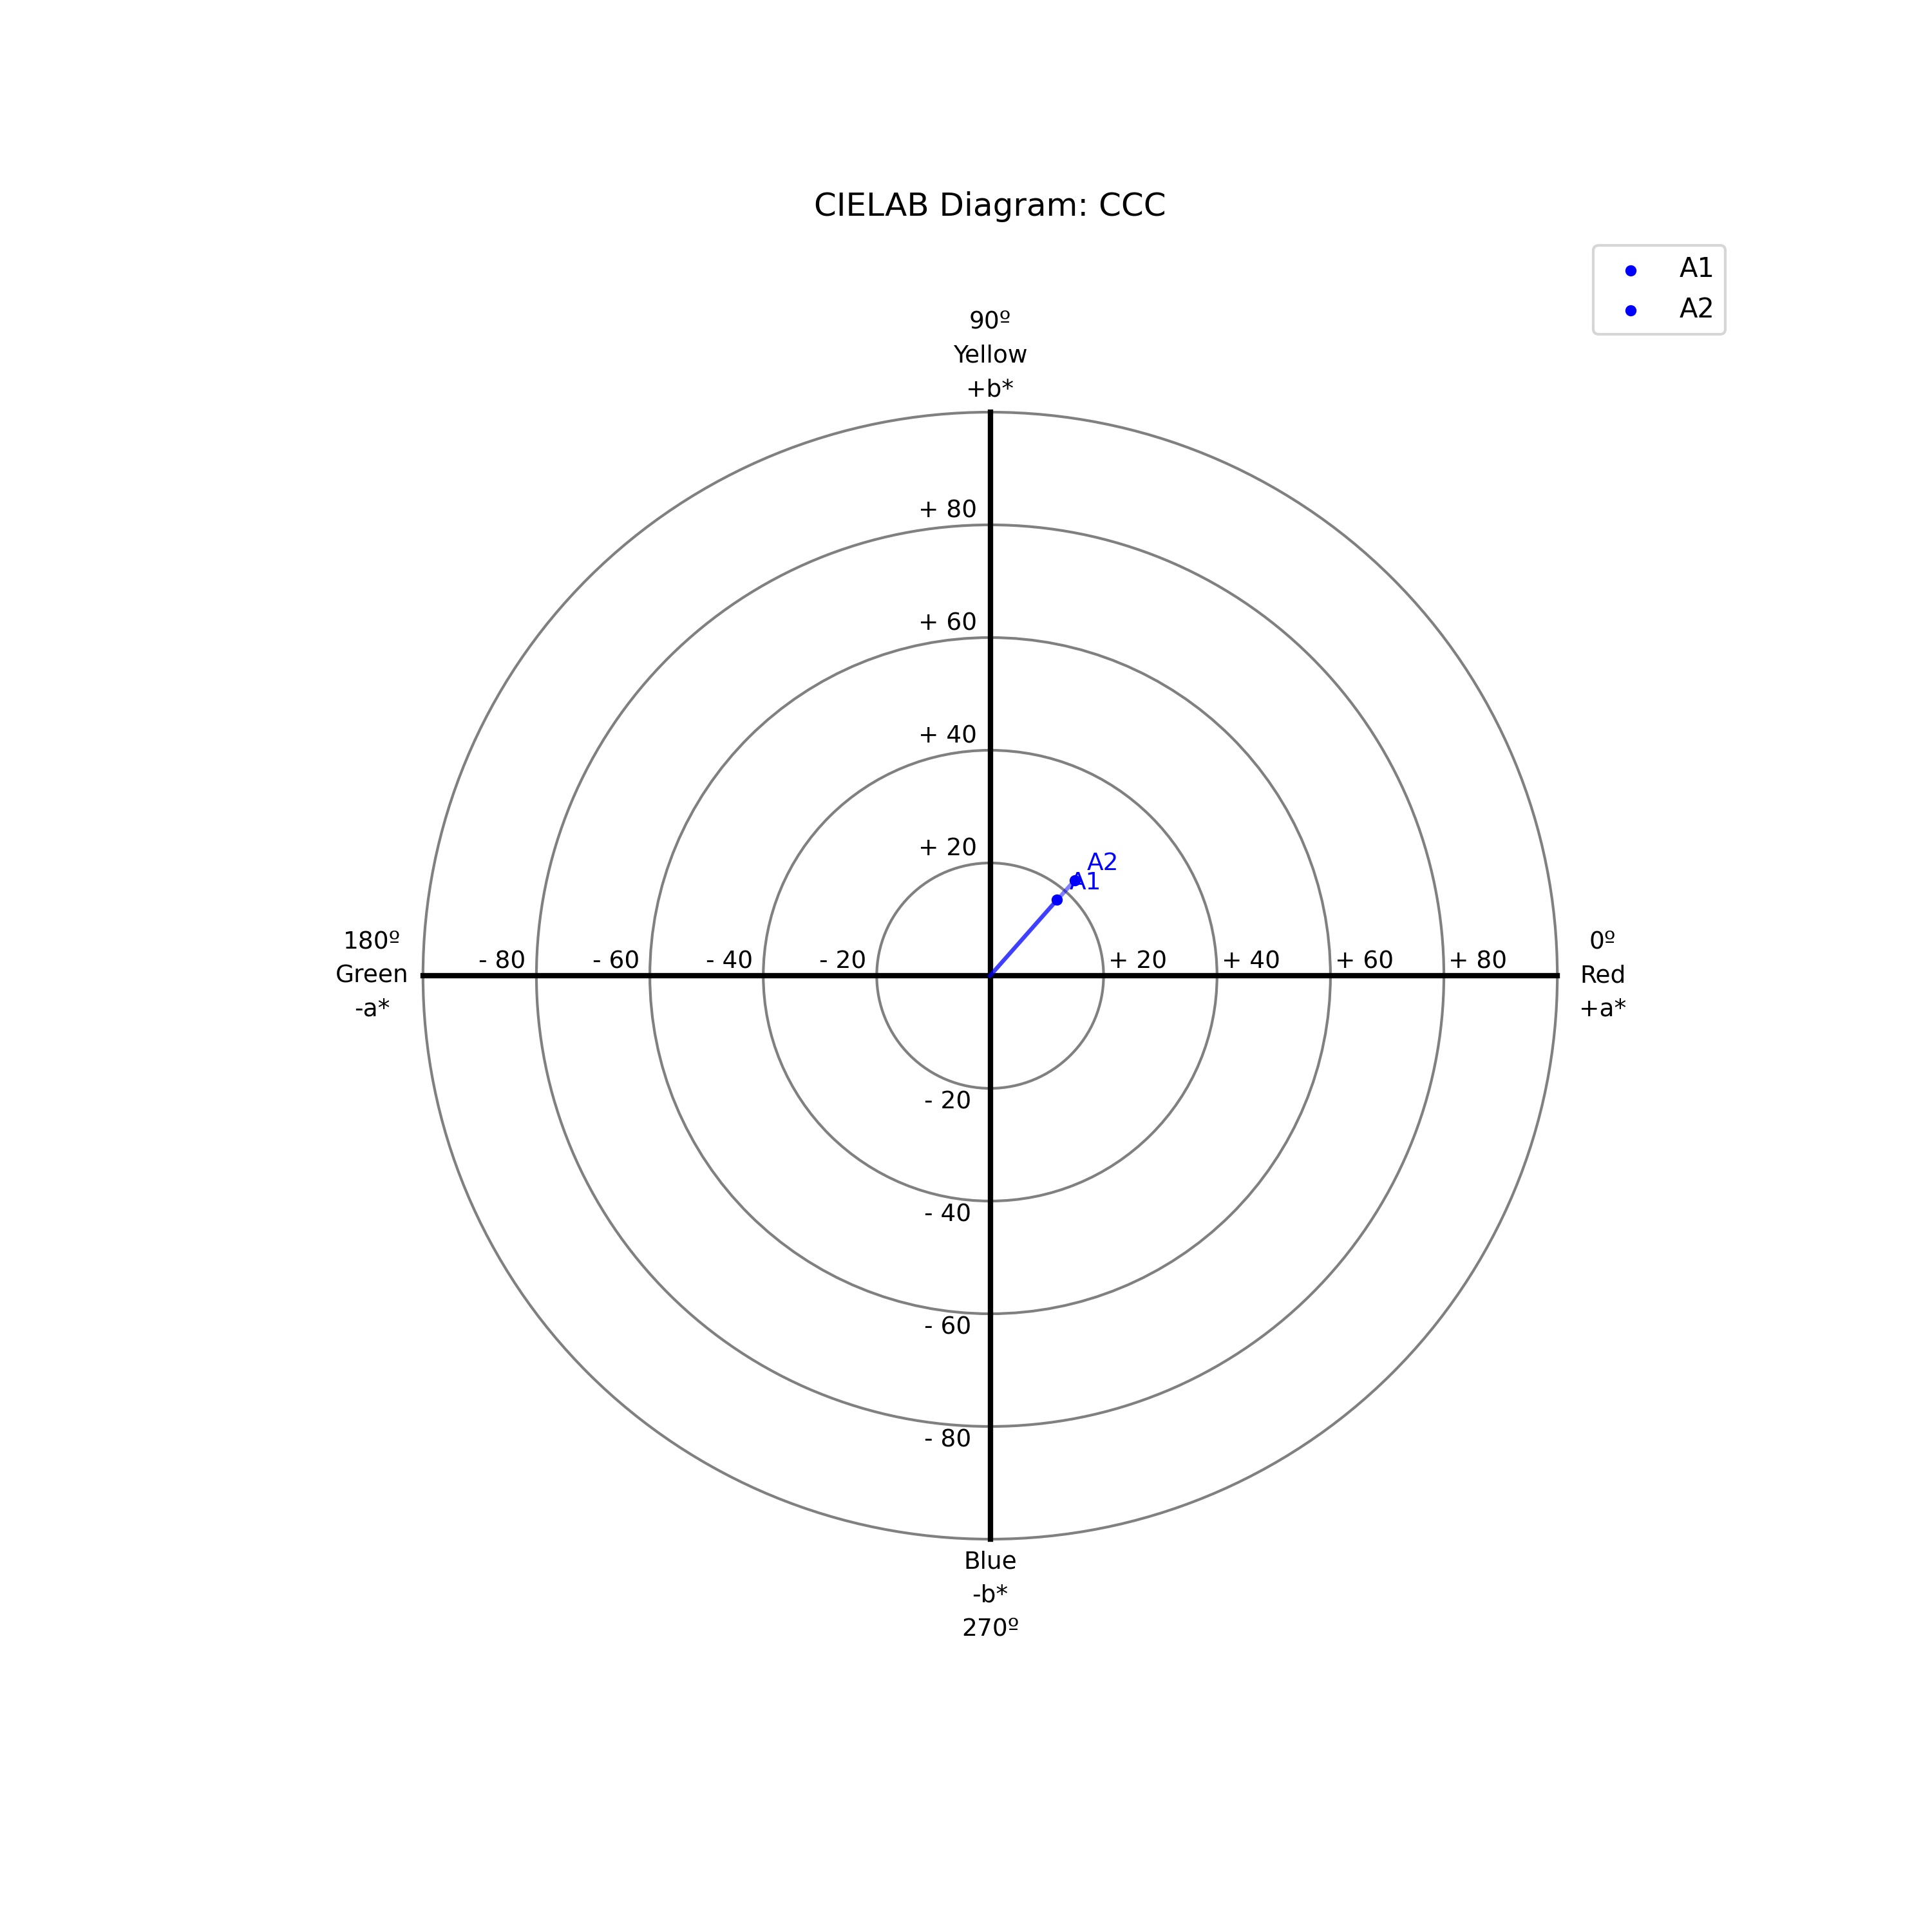 CIELAB Diagram: CCC
A1
A2
90º
Yellow
+b*
+ 80
+ 60
+ 40
+ 20
A2
A1
180º
Green
-a*
- 80 - 60 - 40 - 20 + 20 + 40 + 60 + 80
0º
Red
+a*
- 20
- 40
- 60
- 80
Blue
-b*
270º